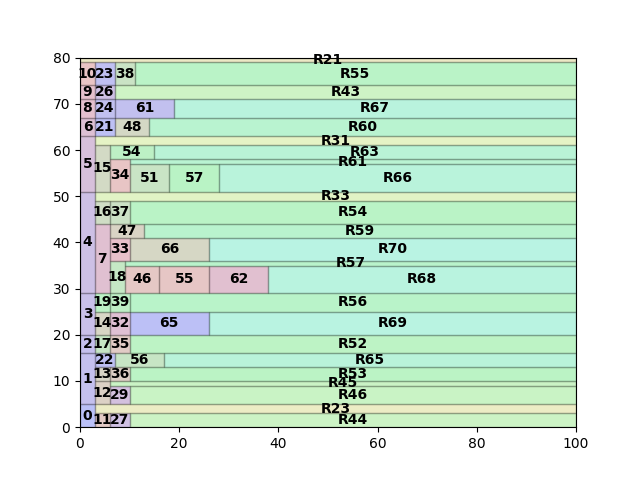 80
R21
10 23 38 R55
9 26 R43
70
8 24 61 R67
6 21 48 R60
R31
60
54 R63
5 15 R61
34 51 57 R66
50
R33
16 37 R54
47 R59
4
40
33 66 R70
7 R57
18 46 55 62 R68
30
19 39 R56
3
14 32 65 R69
20
2 17 35 R52
22 56 R65
13 36 R53
1
10
R45
12 29 R46
R23
0
11 27 R44
0
0 20 40 60 80 100